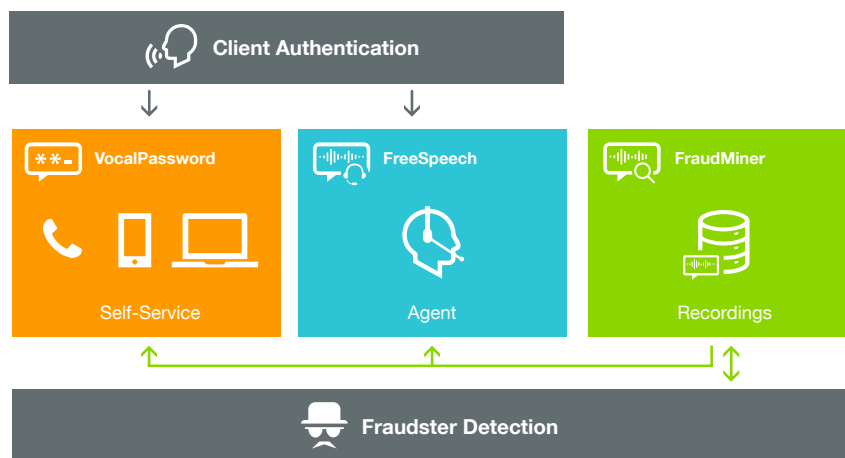 Client Authentication
**-
VocalPassword
FreeSpeech
FraudMiner
Self-Service
Agent
Recordings
Fraudster Detection